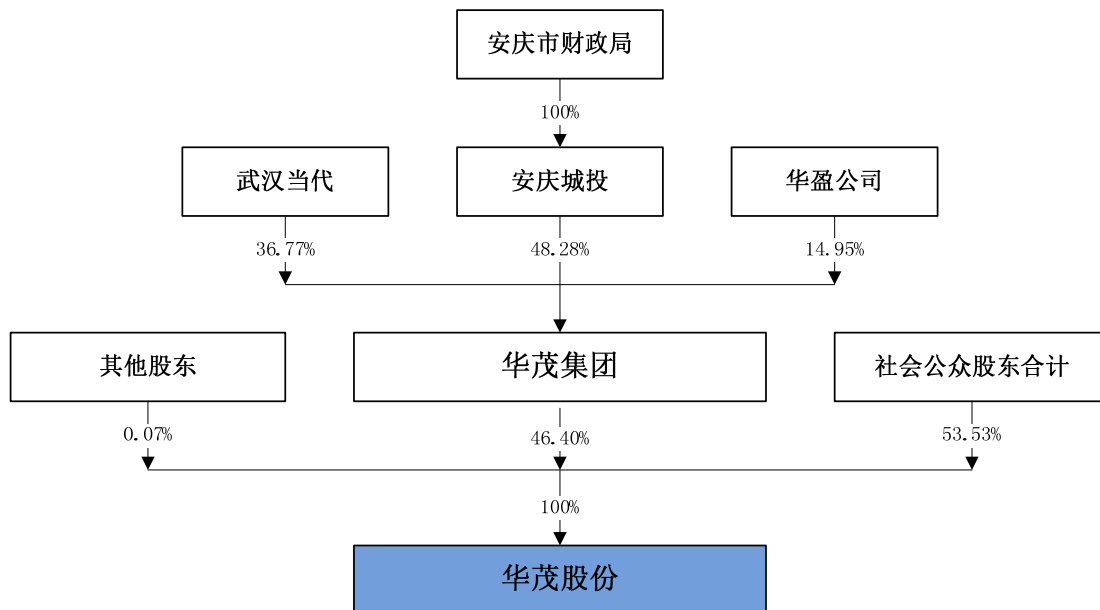 安庆市财政局
100%
武汉当代
安庆城投
华盈公司
36.77%
48.28%
14.95%
其他股东
华茂集团
社会公众股东合计
0.07%
46.40%
53.53%
100%
华茂股份